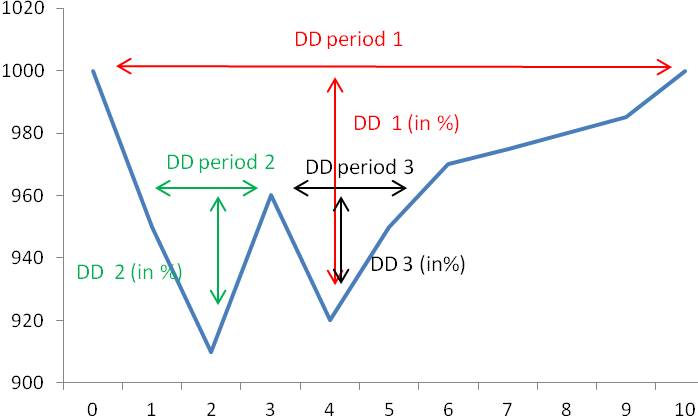 1020
DD period 1
1000
DD  1 (in %)
980
DD period 2
DD period 3
960
940
DD  2 (in %)
DD 3 (in%)
920
900
0 1 2 3 4 5 6 7 8 9 10